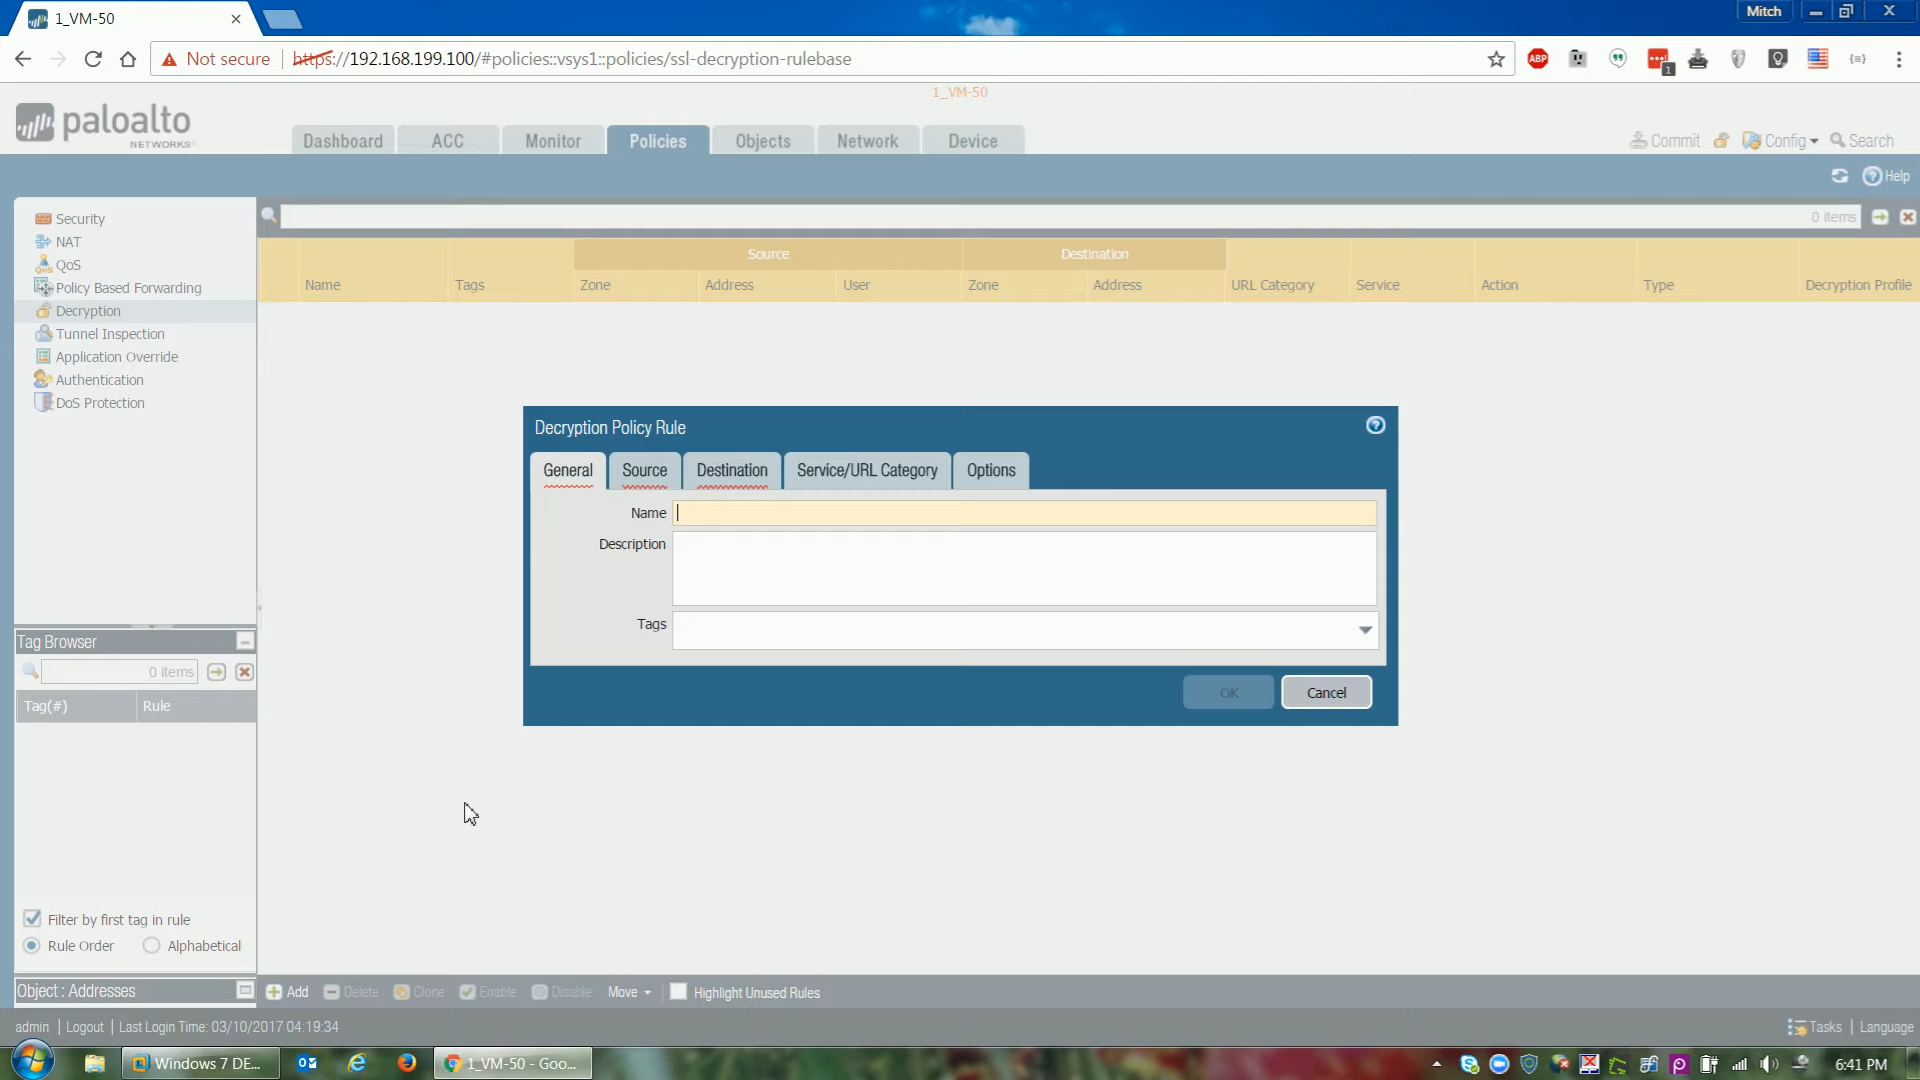 1_VM-50
Mitch
Not secure
https://192.168.199.100/#policies::vsys1::policies/ssl-decryption-rulebase
ABP
1
1_VM-50
paloalto
NETWORKS
Dashboard
ACC
Monitor
Policies
Objects
Network
Device
Commit
Config
Search
Help
Security
NAT
QoS
Policy Based Forwarding
Decryption
Tunnel Inspection
Application Override
Authentication
DoS Protection
0 items
Source
Destination
Name
Tags
Zone
Address
User
Zone
Address
URL Category
Service
Action
Type
Decryption Profile
Decryption Policy Rule
General
Source
Destination
Service/URL Category
Options
Name
Description
Tags
OK
Cancel
Tag Browser
0 items
Tag(#)
Rule
Filter by first tag in rule
Rule Order
Alphabetical
Object : Addresses
Add
Delete
Clone
Enable
Disable
Move
Highlight Unused Rules
admin | Logout | Last Login Time: 03/10/2017 04:19:34
Tasks | Language
Windows 7 DE...
1_VM-50 - Goo...
6:41 PM